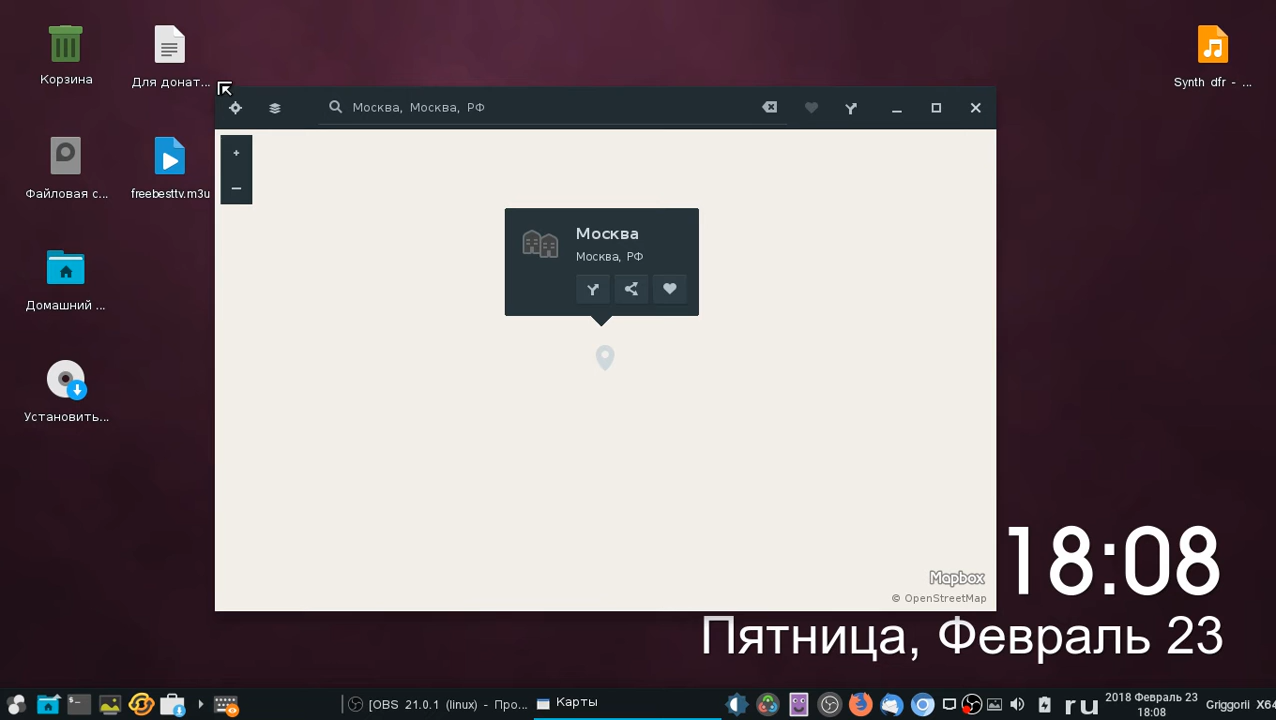 Корзина
Для донат...
Synth dfr - ...
Файловая с...
freebesttv.m3u
Домашний ...
Установить...
Москва, Москва, РФ
+
−
Москва
Москва, РФ
Mapbox
© OpenStreetMap
18:08
Пятница, Февраль 23
[OBS 21.0.1 (linux) - Про...
Карты
ru
2018 Февраль 23
18:08
Griggorii X64